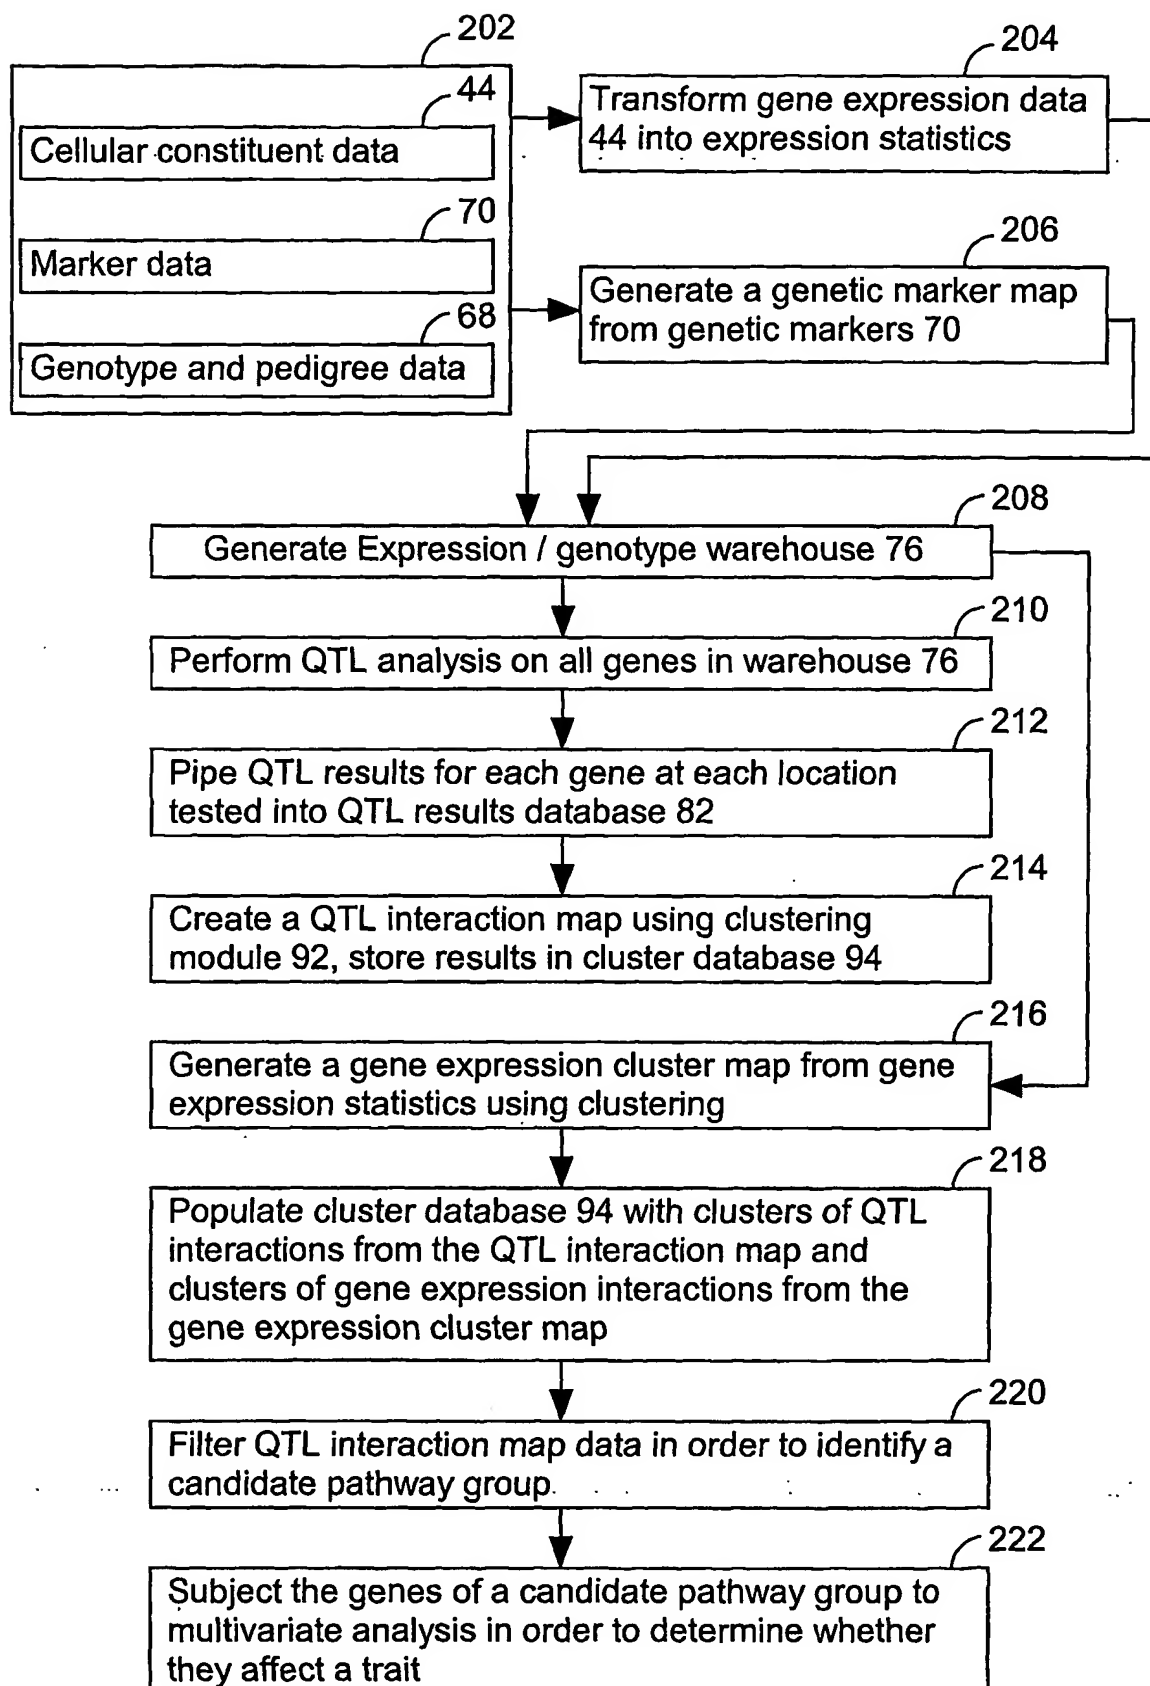 202
44
Cellular constituent data
70
Marker data
68
Genotype and pedigree data
204
Transform gene expression data
44 into expression statistics
206
Generate a genetic marker map
from genetic markers 70
208
Generate Expression / genotype warehouse 76
210
Perform QTL analysis on all genes in warehouse 76
212
Pipe QTL results for each gene at each location
tested into QTL results database 82
214
Create a QTL interaction map using clustering
module 92, store results in cluster database 94
216
Generate a gene expression cluster map from gene
expression statistics using clustering
218
Populate cluster database 94 with clusters of QTL
interactions from the QTL interaction map and
clusters of gene expression interactions from the
gene expression cluster map
220
Filter QTL interaction map data in order to identify a
candidate pathway group
222
Subject the genes of a candidate pathway group to
multivariate analysis in order to determine whether
they affect a trait